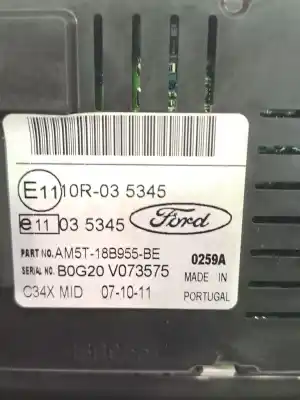 E11 10R-03 5345
e11 03 5345 Ford
PART NO. AM5T-18B955-BE 0259A
SERIAL NO. B0G20 V073575 MADE IN
C34X MID 07-10-11 PORTUGAL